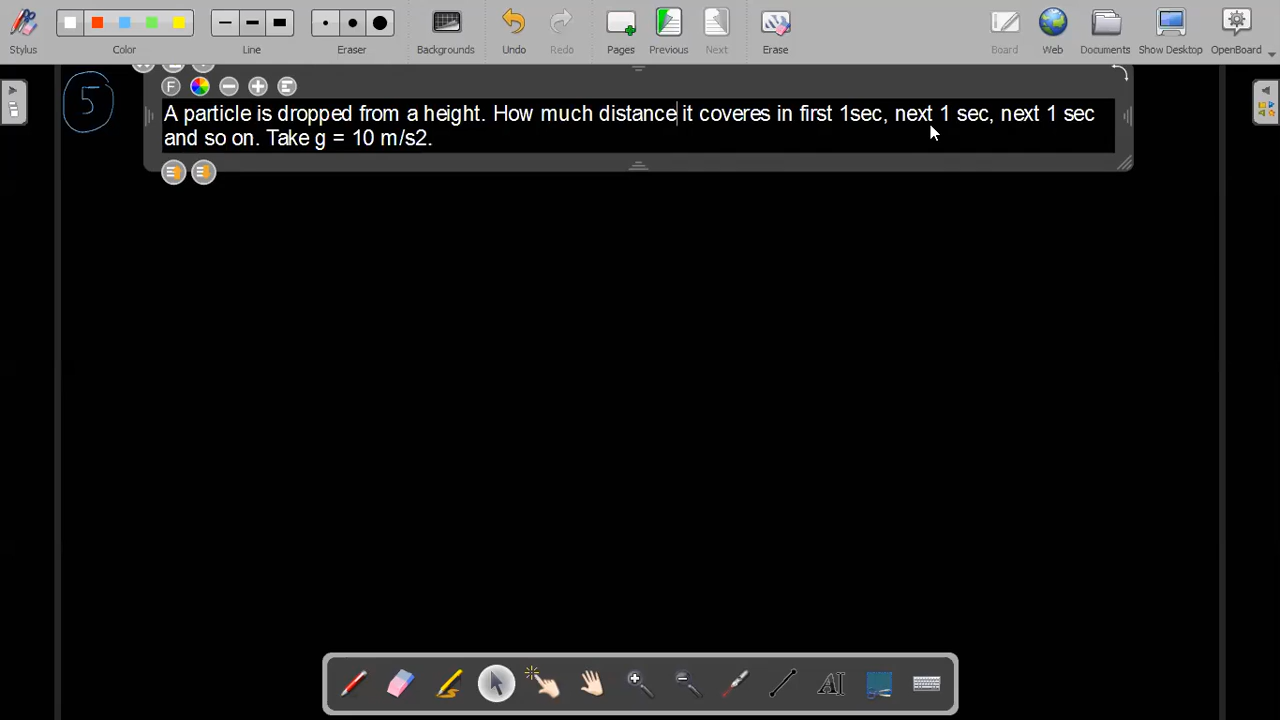 Stylus Color Line Eraser Backgrounds Undo Redo Pages Previous Next Erase Board Web Documents Show Desktop OpenBoard
5
F
A particle is dropped from a height. How much distance it coveres in first 1sec, next 1 sec, next 1 sec
and so on. Take g = 10 m/s2.
AI